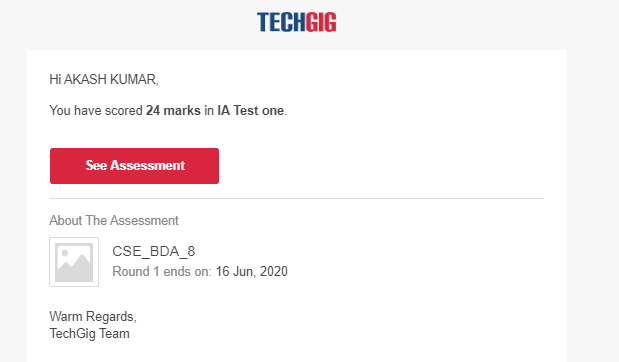 TECHGIG
Hi AKASH KUMAR,
You have scored 24 marks in IA Test one.
See Assessment
About The Assessment
CSE_BDA_8
Round 1 ends on: 16 Jun, 2020
Warm Regards,
TechGig Team